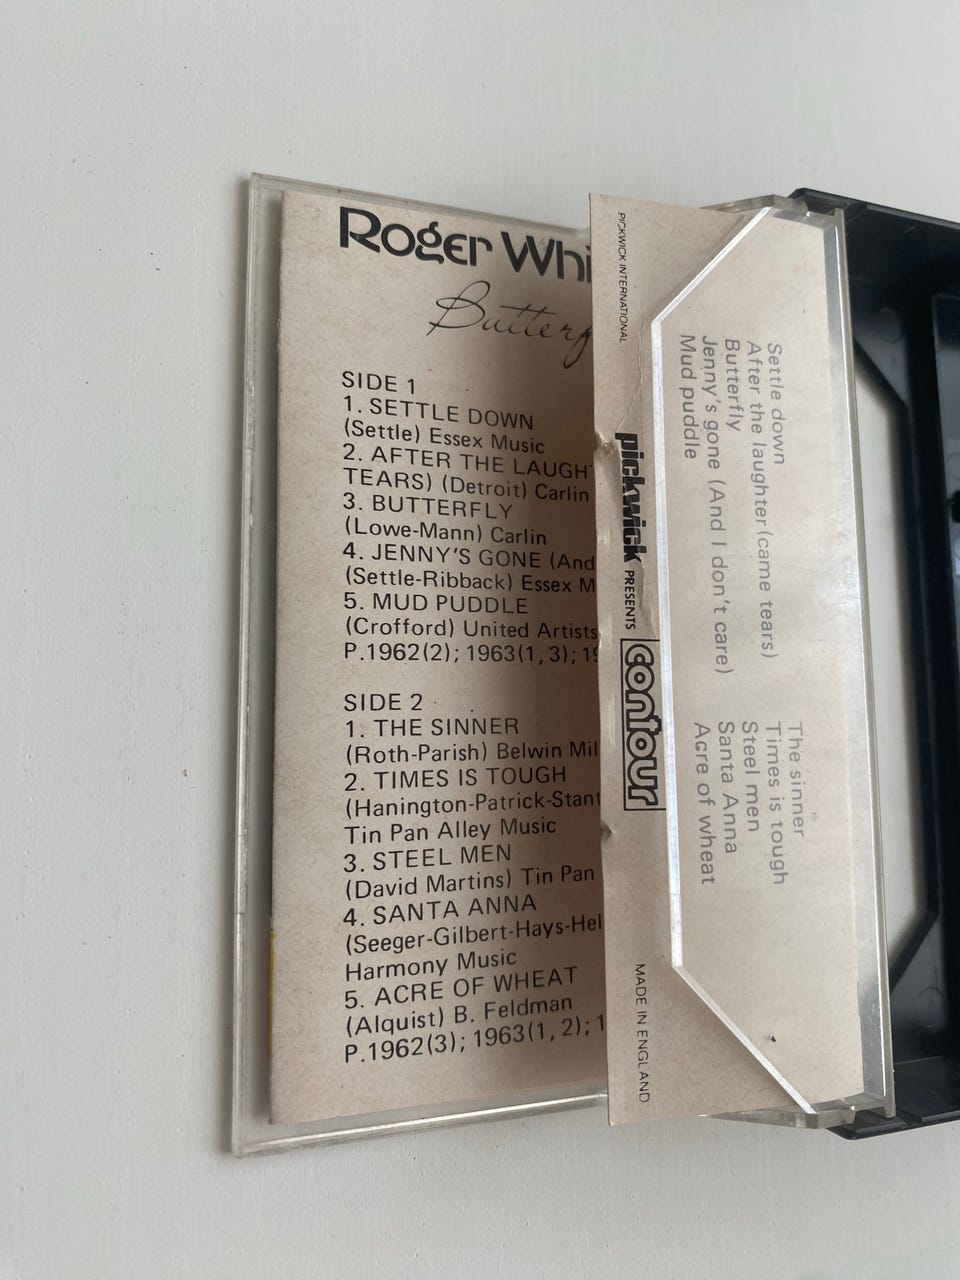 Roger Whi
Butterf
SIDE 1
1. SETTLE DOWN
(Settle) Essex Music
2. AFTER THE LAUGH
TEARS) (Detroit) Carlin
3. BUTTERFLY
(Lowe-Mann) Carlin
4. JENNY'S GONE (And
(Settle-Ribback) Essex M
5. MUD PUDDLE
(Crofford) United Artists
P.1962(2); 1963(1,3); 19
SIDE 2
1. THE SINNER
(Roth-Parish) Belwin Mil
2. TIMES IS TOUGH
(Hanington-Patrick-Stant
Tin Pan Alley Music
3. STEEL MEN
(David Martins) Tin Pan
4. SANTA ANNA
(Seeger-Gilbert-Hays-Hel
Harmony Music
5. ACRE OF WHEAT
(Alquist) B. Feldman
P.1962(3); 1963(1,2); 1
PICKWICK INTERNATIONAL
pickwick PRESENTS contour
MADE IN ENGLAND
Settle down
After the laughter (came tears)
Butterfly
Jenny's gone (And I don't care)
Mud puddle
The sinner
Times is tough
Steel men
Santa Anna
Acre of wheat